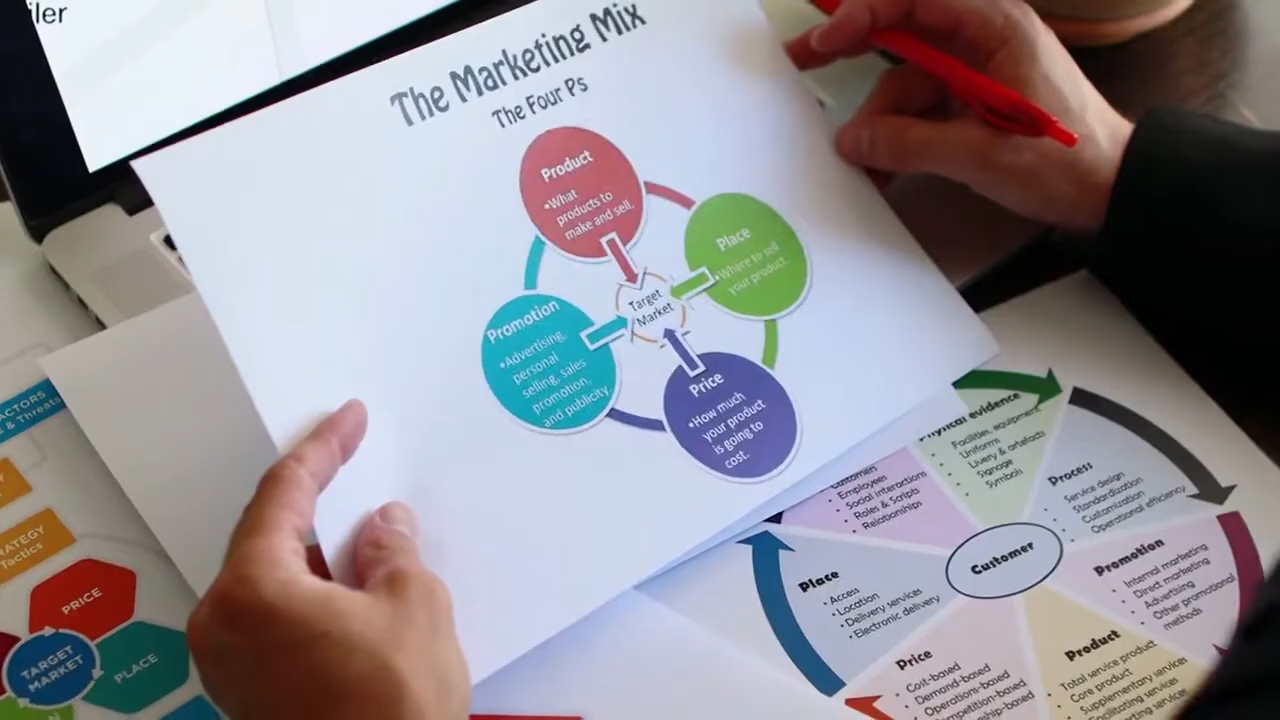 iler
The Marketing Mix
The Four Ps
Product
•What
products to
make and sell.
Place
•Where to sell
your product.
Target
Market
Promotion
•Advertising,
personal
selling, sales
promotion,
and publicity.
Price
•How much
your product
is going to
cost.
ACTORS
& Threats
Tactics
PRICE
TARGET
MARKET
PLACE
Physical evidence
• Facilities, equipment
• Uniforms
• Livery & artefacts
• Signage
• Symbols
Process
• Service design
• Standardization
• Customization
• Operational efficiency
• Employees
• Social interactions
• Roles & Scripts
• Relationships
Customer
Promotion
• Internal marketing
• Direct marketing
• Advertising
• Other promotional
methods
Place
• Access
• Location
• Delivery services
• Electronic delivery
Price
• Cost-based
• Demand-based
• Operations-based
Product
• Total service product
• Core product
• Supplementary services